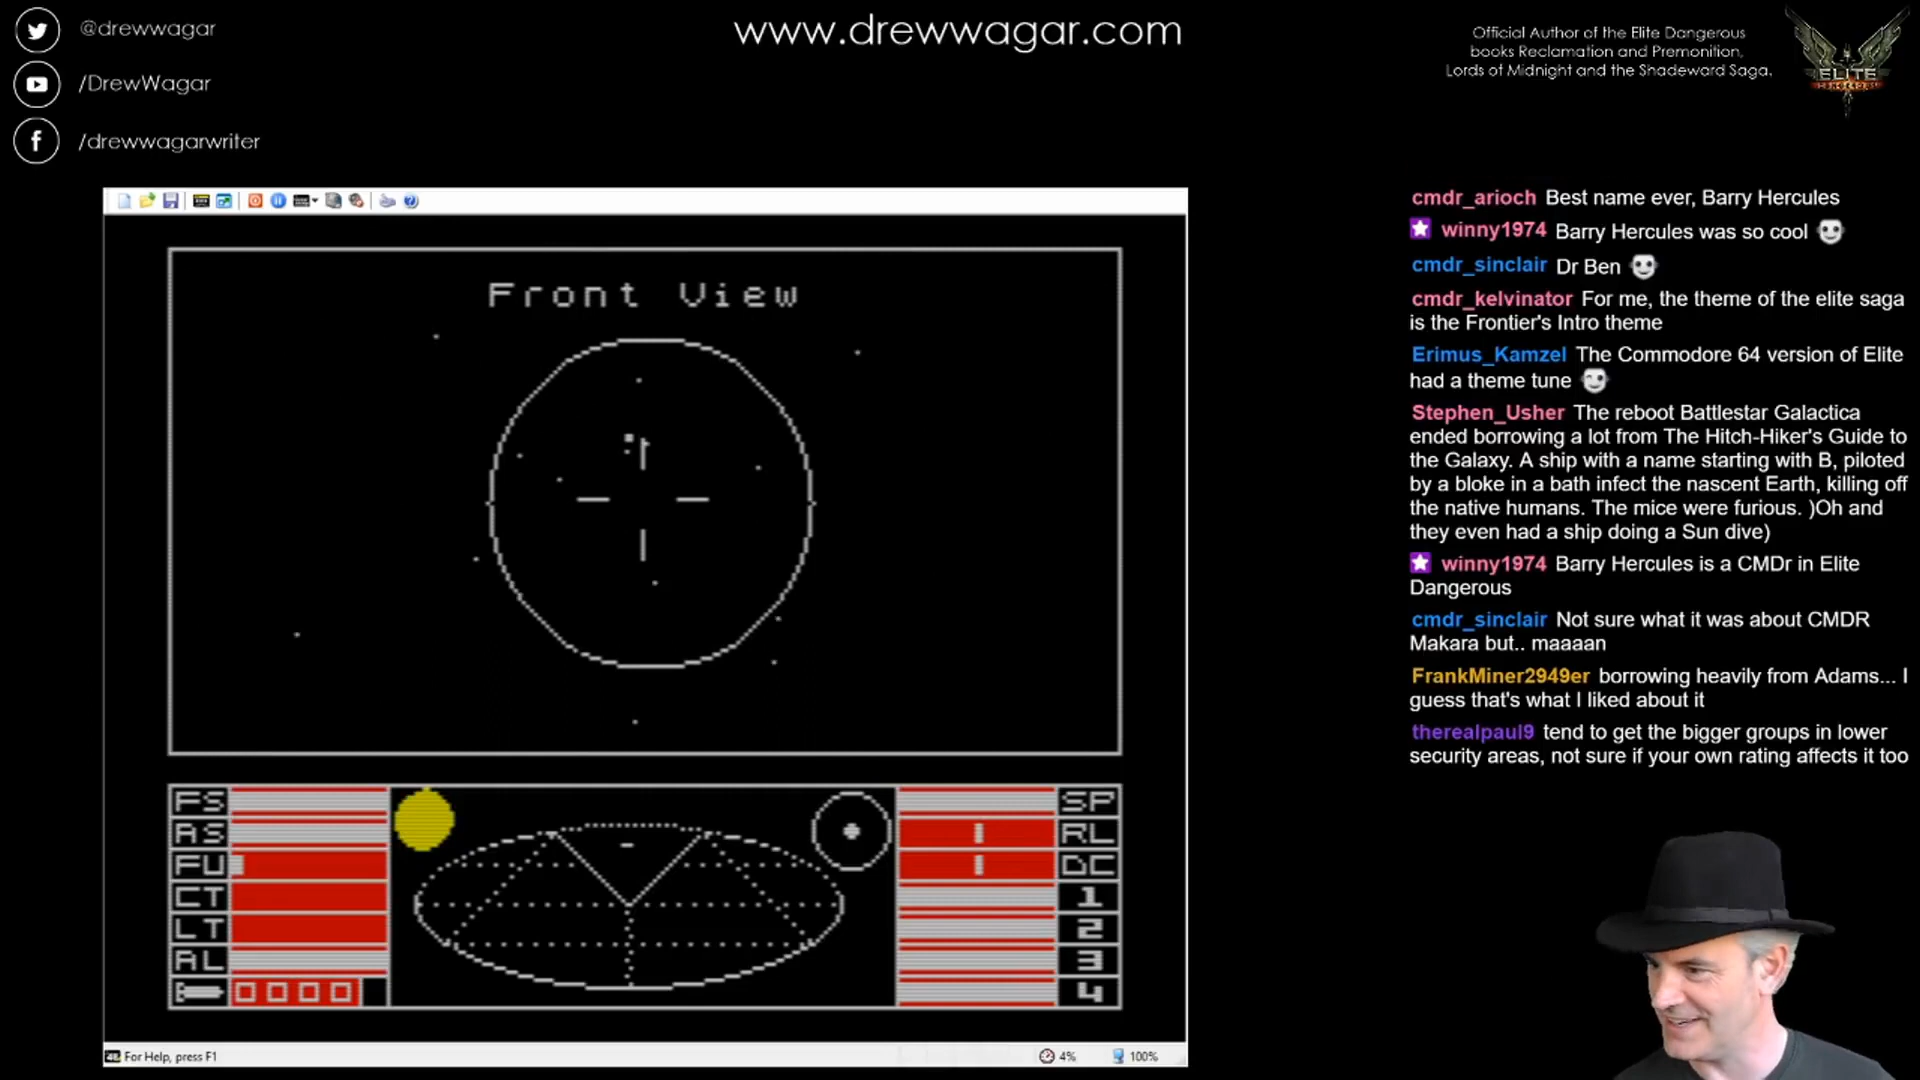 @drewwagar
/DrewWagar
/drewwagarwriter
www.drewwagar.com
Official Author of the Elite Dangerous
books Reclamation and Premonition,
Lords of Midnight and the Shadeward Saga.
ELITE
DANGEROUS
Front View
FS
AS
FU
CT
LT
AL
SP
RL
DC
1
2
3
4
For Help, press F1
4%
100%
cmdr_arioch Best name ever, Barry Hercules
winny1974 Barry Hercules was so cool
cmdr_sinclair Dr Ben
cmdr_kelvinator For me, the theme of the elite saga
is the Frontier's Intro theme
Erimus_Kamzel The Commodore 64 version of Elite
had a theme tune
Stephen_Usher The reboot Battlestar Galactica
ended borrowing a lot from The Hitch-Hiker's Guide to
the Galaxy. A ship with a name starting with B, piloted
by a bloke in a bath infect the nascent Earth, killing off
the native humans. The mice were furious. )Oh and
they even had a ship doing a Sun dive)
winny1974 Barry Hercules is a CMDr in Elite
Dangerous
cmdr_sinclair Not sure what it was about CMDR
Makara but.. maaaan
FrankMiner2949er borrowing heavily from Adams... I
guess that's what I liked about it
therealpaul9 tend to get the bigger groups in lower
security areas, not sure if your own rating affects it too